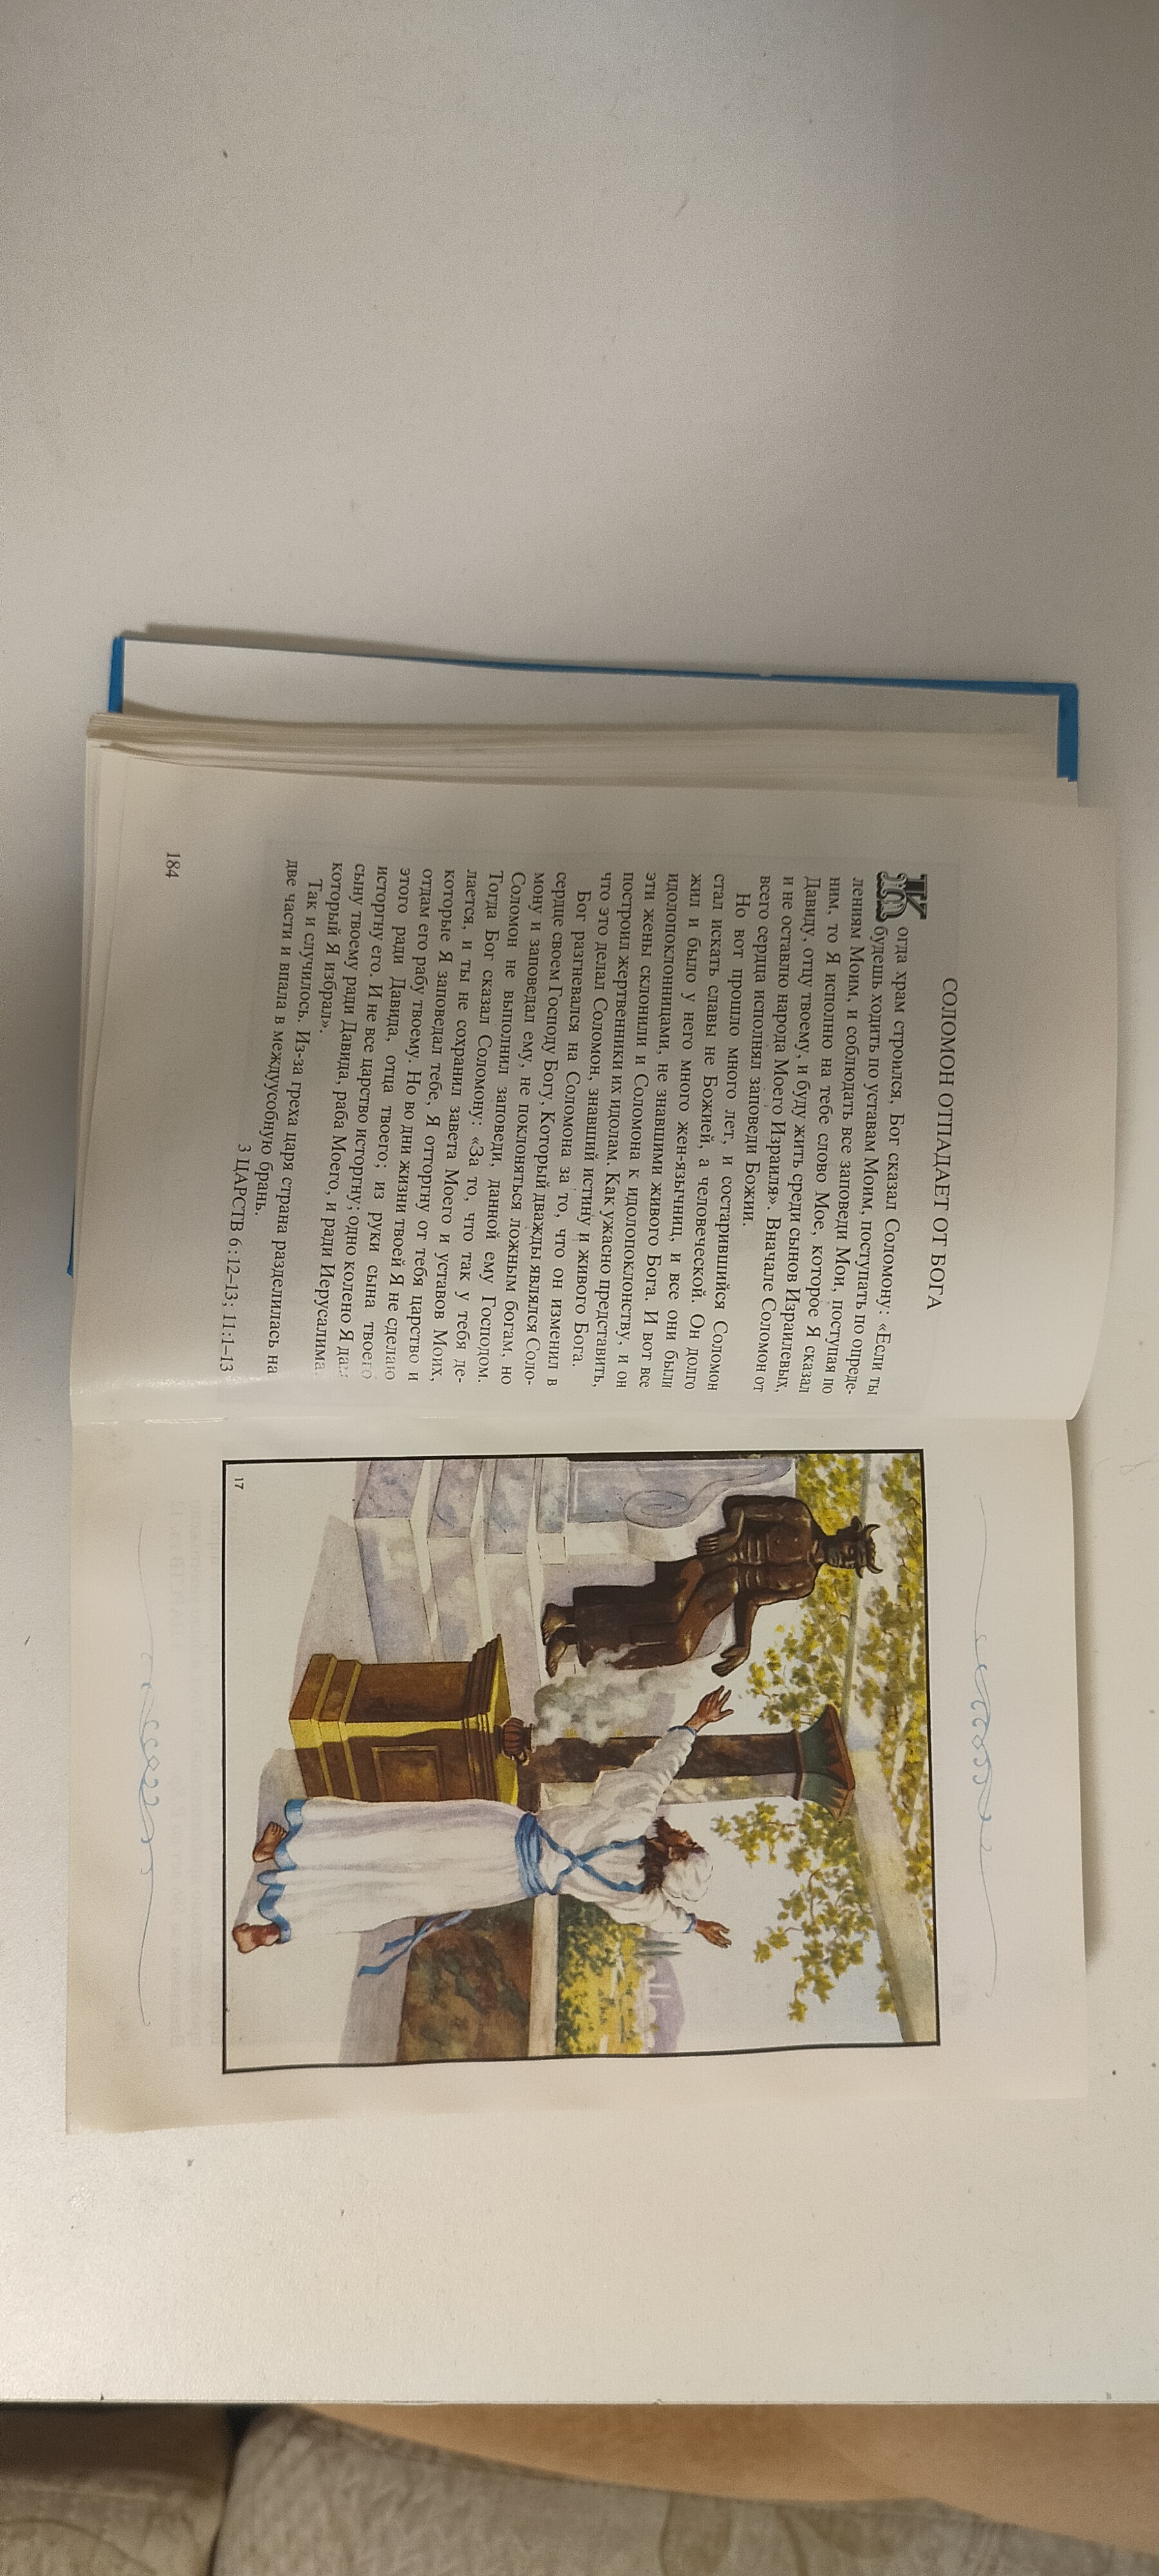 СОЛОМОН ОТПАДАЕТ ОТ БОГА
Когда храм строился, Бог сказал Соломону: «Если ты
будешь ходить по уставам Моим, поступать по опреде-
лениям Моим, и соблюдать все заповеди Мои, поступая по
ним, то Я исполню на тебе слово Мое, которое Я сказал
Давиду, отцу твоему, и буду жить среди сынов Израилевых,
и не оставлю народа Моего Израиля». Вначале Соломон от
всего сердца исполнял заповеди Божии.
Но вот прошло много лет, и состарившийся Соломон
стал искать славы не Божией, а человеческой. Он долго
жил и было у него много жен-язычниц, и все они были
идолопоклонницами, не знавшими живого Бога. И вот все
эти жены склонили и Соломона к идолопоклонству, и он
построил жертвенники их идолам. Как ужасно представить,
что это делал Соломон, знавший истину и живого Бога.
Бог разгневался на Соломона за то, что он изменил в
сердце своем Господу Богу, Который дважды являлся Соло-
мону и заповедал ему, не поклоняться ложным богам, но
Соломон не выполнил заповеди, данной ему Господом.
Тогда Бог сказал Соломону: «За то, что так у тебя де-
лается, и ты не сохранил завета Моего и уставов Моих,
которые Я заповедал тебе, Я отторгну от тебя царство и
отдам его рабу твоему. Но во дни жизни твоей Я не сделаю
этого ради Давида, отца твоего; из руки сына твоего
исторгну его. И не все царство исторгну; одно колено Я дам
сыну твоему ради Давида, раба Моего, и ради Иерусалима,
который Я избрал».
Так и случилось. Из-за греха царя страна разделилась на
две части и впала в междуусобную брань.
3 ЦАРСТВ 6:12–13; 11:1–13
184
17